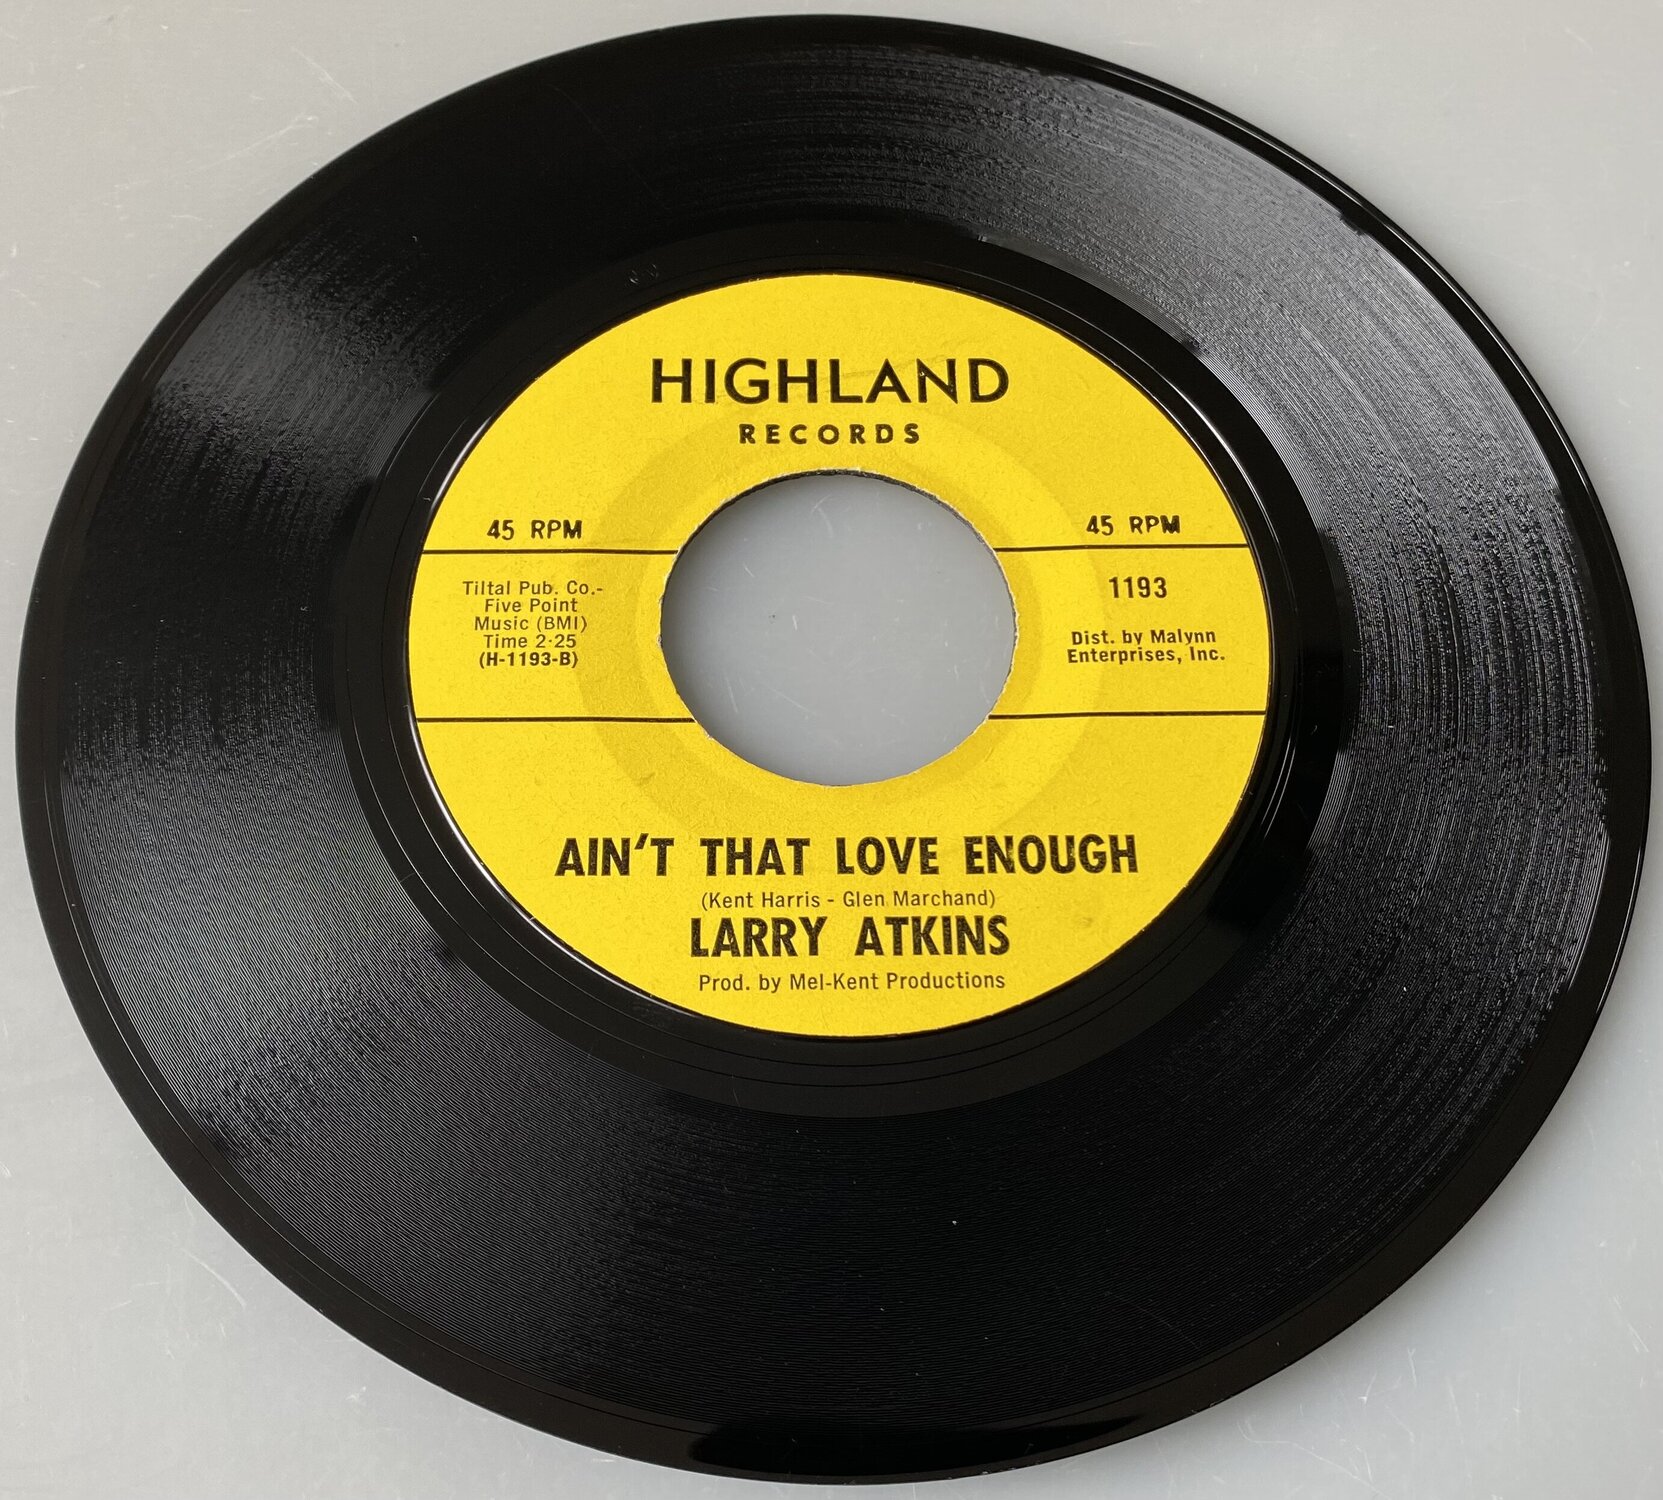 HIGHLAND
RECORDS
45 RPM
45 RPM
Tiltal Pub. Co.-
Five Point
Music (BMI)
Time 2:25
(H-1193-B)
1193
Dist. by Malynn
Enterprises, Inc.
AIN'T THAT LOVE ENOUGH
(Kent Harris - Glen Marchand)
LARRY ATKINS
Prod. by Mel-Kent Productions